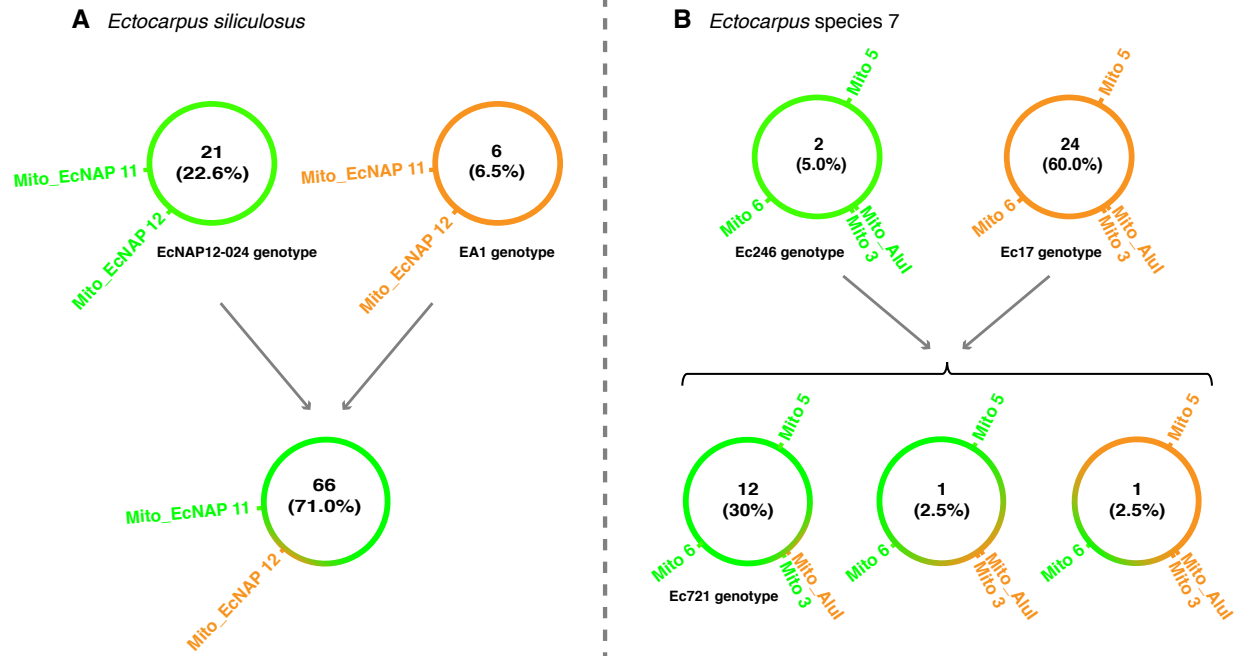 A Ectocarpus siliculosus
21
(22.6%)
Mito_EcNAP 11
Mito_EcNAP 12
EcNAP12-024 genotype
6
(6.5%)
Mito_EcNAP 11
Mito_EcNAP 12
EA1 genotype
66
(71.0%)
Mito_EcNAP 11
Mito_EcNAP 12
B Ectocarpus species 7
Mito 5
2
(5.0%)
Mito 6
Mito_AluI
Mito 3
Ec246 genotype
Mito 5
24
(60.0%)
Mito 6
Mito_AluI
Mito 3
Ec17 genotype
Mito 5
12
(30%)
Mito 6
Mito_AluI
Mito 3
Ec721 genotype
Mito 5
1
(2.5%)
Mito 6
Mito_AluI
Mito 3
Mito 5
1
(2.5%)
Mito 6
Mito_AluI
Mito 3